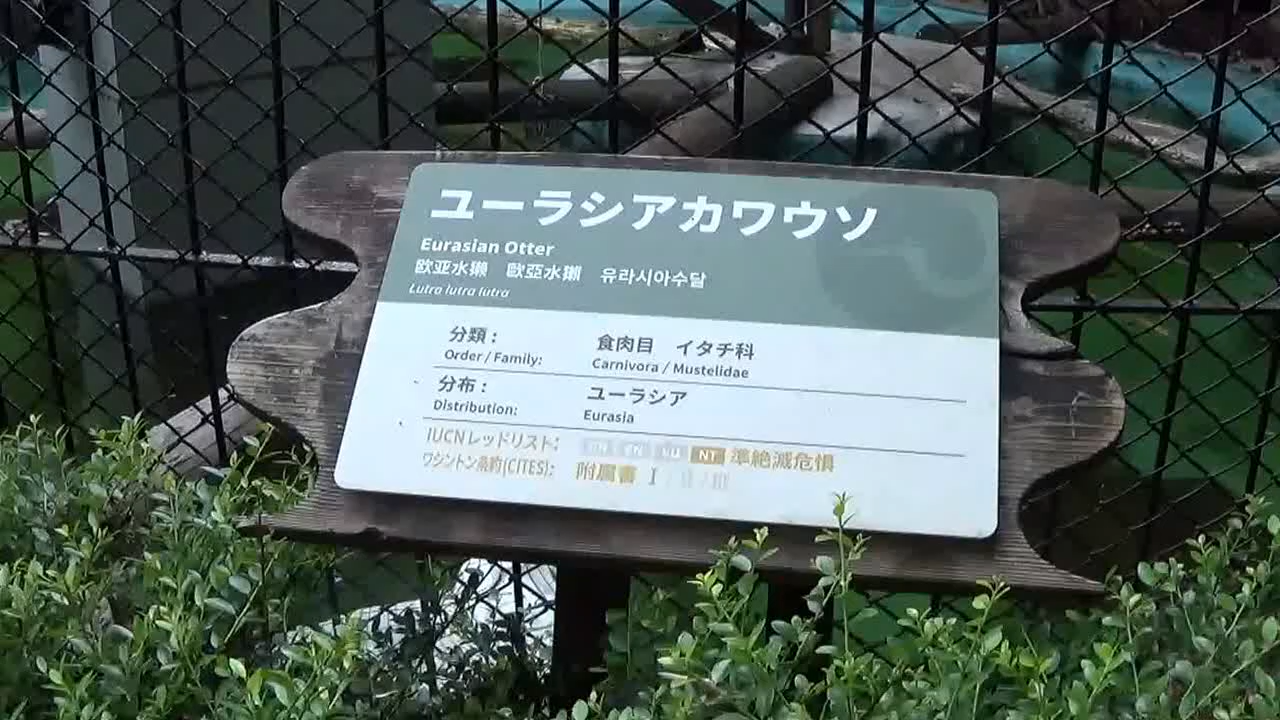 ユーラシアカワウソ
Eurasian Otter
欧亚水獭　歐亞水獺　유라시아수달
Lutra lutra lutra
分類：　食肉目　イタチ科
Order / Family:　Carnivora / Mustelidae
分布：　ユーラシア
Distribution:　Eurasia
IUCNレッドリスト：　EN VU NT 準絶滅危惧
ワシントン条約(CITES):　附属書 I / II / III